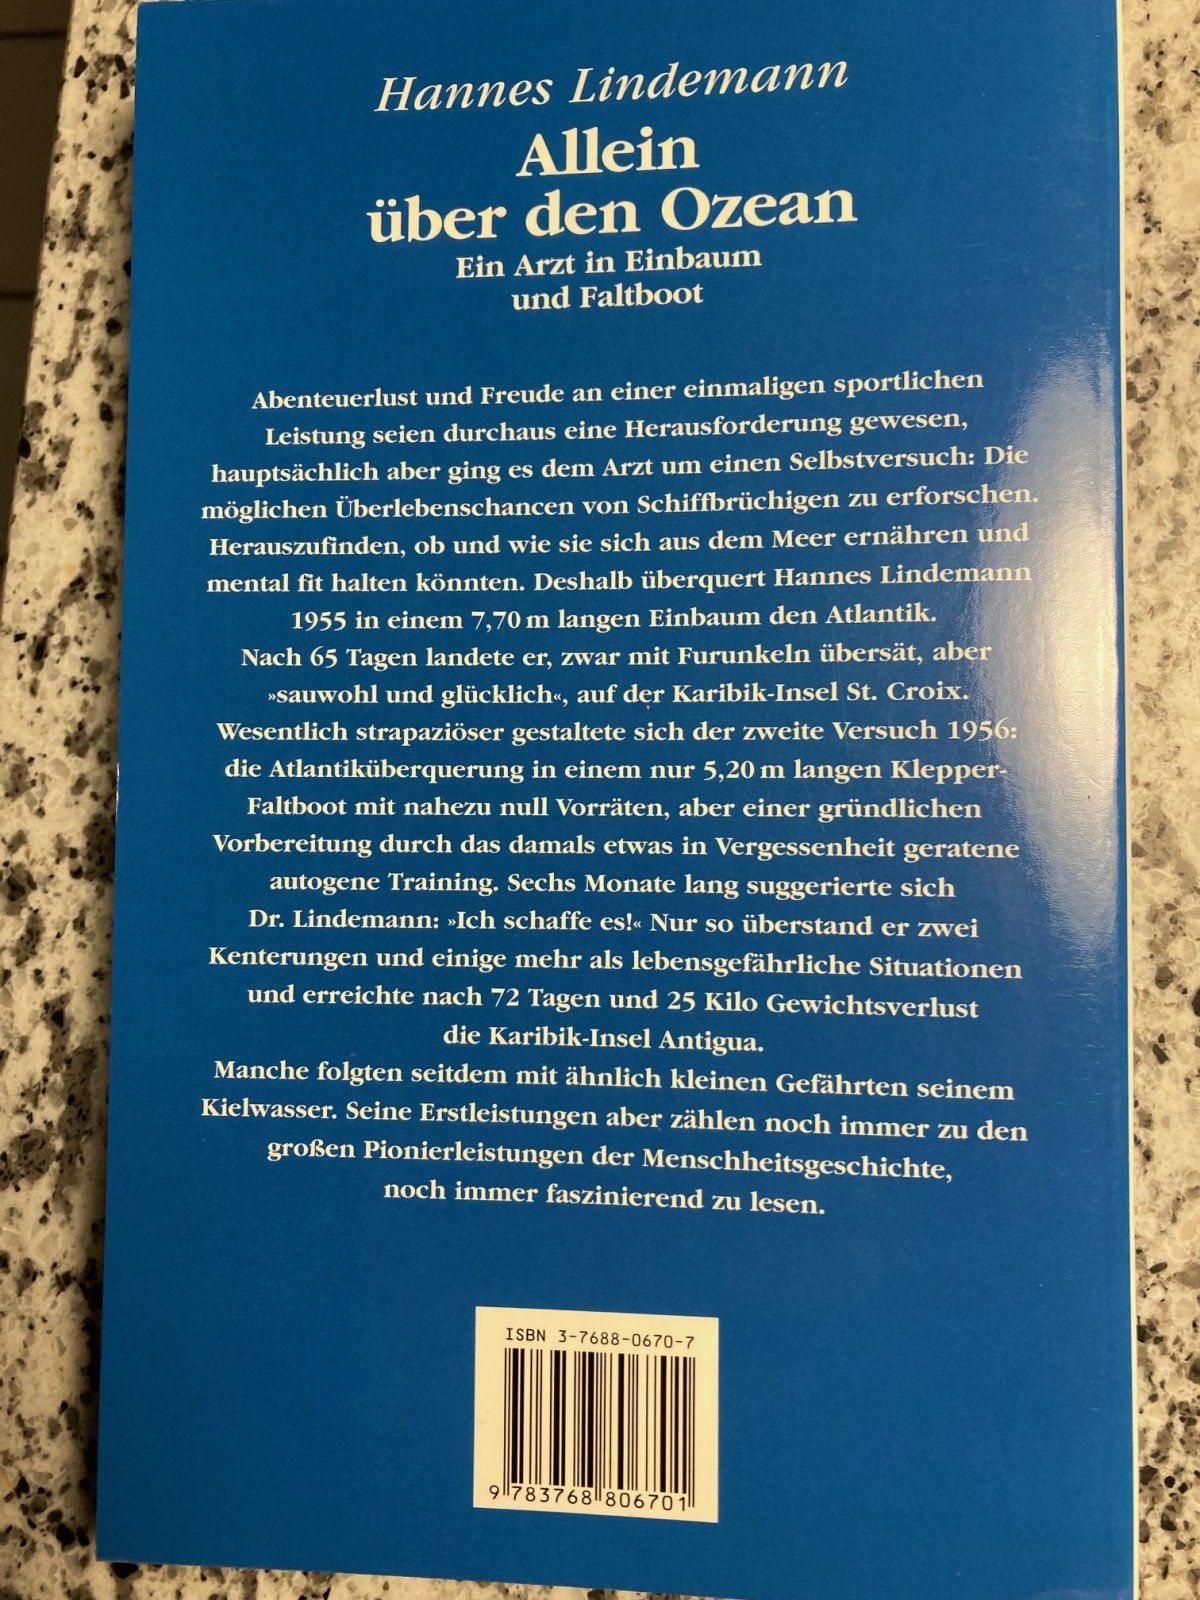 Hannes Lindemann
Allein
über den Ozean
Ein Arzt in Einbaum
und Faltboot
Abenteuerlust und Freude an einer einmaligen sportlichen
Leistung seien durchaus eine Herausforderung gewesen,
hauptsächlich aber ging es dem Arzt um einen Selbstversuch: Die
möglichen Überlebenschancen von Schiffbrüchigen zu erforschen.
Herauszufinden, ob und wie sie sich aus dem Meer ernähren und
mental fit halten könnten. Deshalb überquert Hannes Lindemann
1955 in einem 7,70 m langen Einbaum den Atlantik.
Nach 65 Tagen landete er, zwar mit Furunkeln übersät, aber
»sauwohl und glücklich«, auf der Karibik-Insel St. Croix.
Wesentlich strapaziöser gestaltete sich der zweite Versuch 1956:
die Atlantiküberquerung in einem nur 5,20 m langen Klepper-
Faltboot mit nahezu null Vorräten, aber einer gründlichen
Vorbereitung durch das damals etwas in Vergessenheit geratene
autogene Training. Sechs Monate lang suggerierte sich
Dr. Lindemann: »Ich schaffe es!« Nur so überstand er zwei
Kenterungen und einige mehr als lebensgefährliche Situationen
und erreichte nach 72 Tagen und 25 Kilo Gewichtsverlust
die Karibik-Insel Antigua.
Manche folgten seitdem mit ähnlich kleinen Gefährten seinem
Kielwasser. Seine Erstleistungen aber zählen noch immer zu den
großen Pionierleistungen der Menschheitsgeschichte,
noch immer faszinierend zu lesen.
ISBN 3-7688-0670-7
9 783768 806701